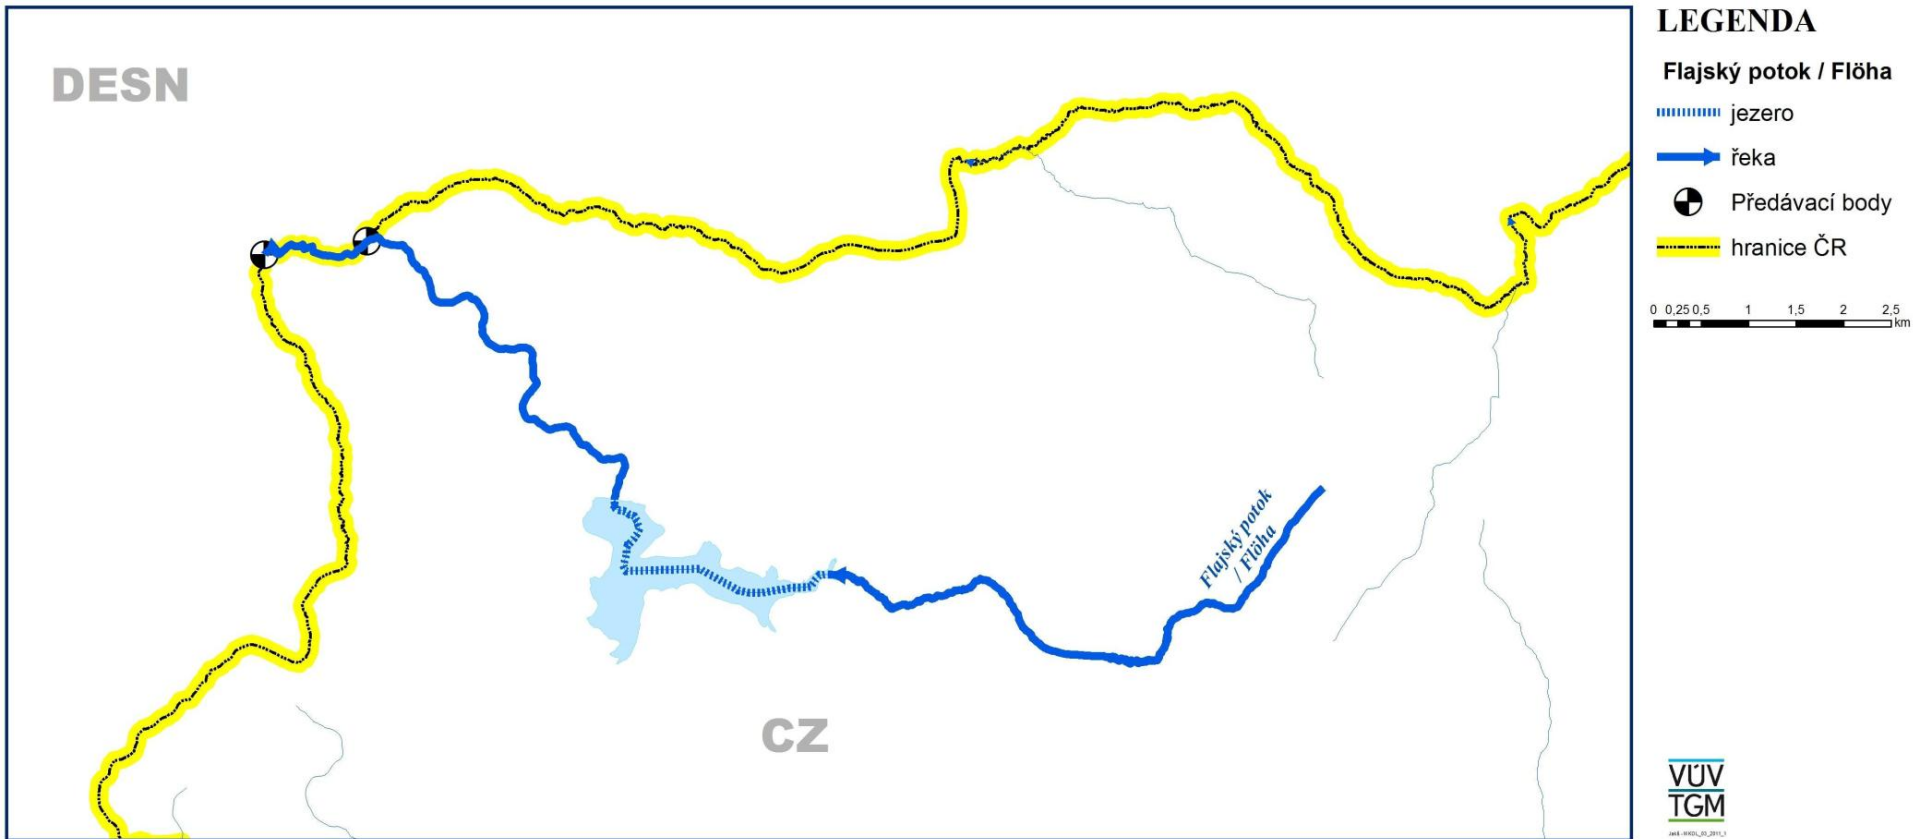 DESN
CZ
Flajský potok
/ Flöha
LEGENDA
Flajský potok / Flöha
jezero
řeka
Předávací body
hranice ČR
0 0,25 0,5 1 1,5 2 2,5
km
VÚV
TGM